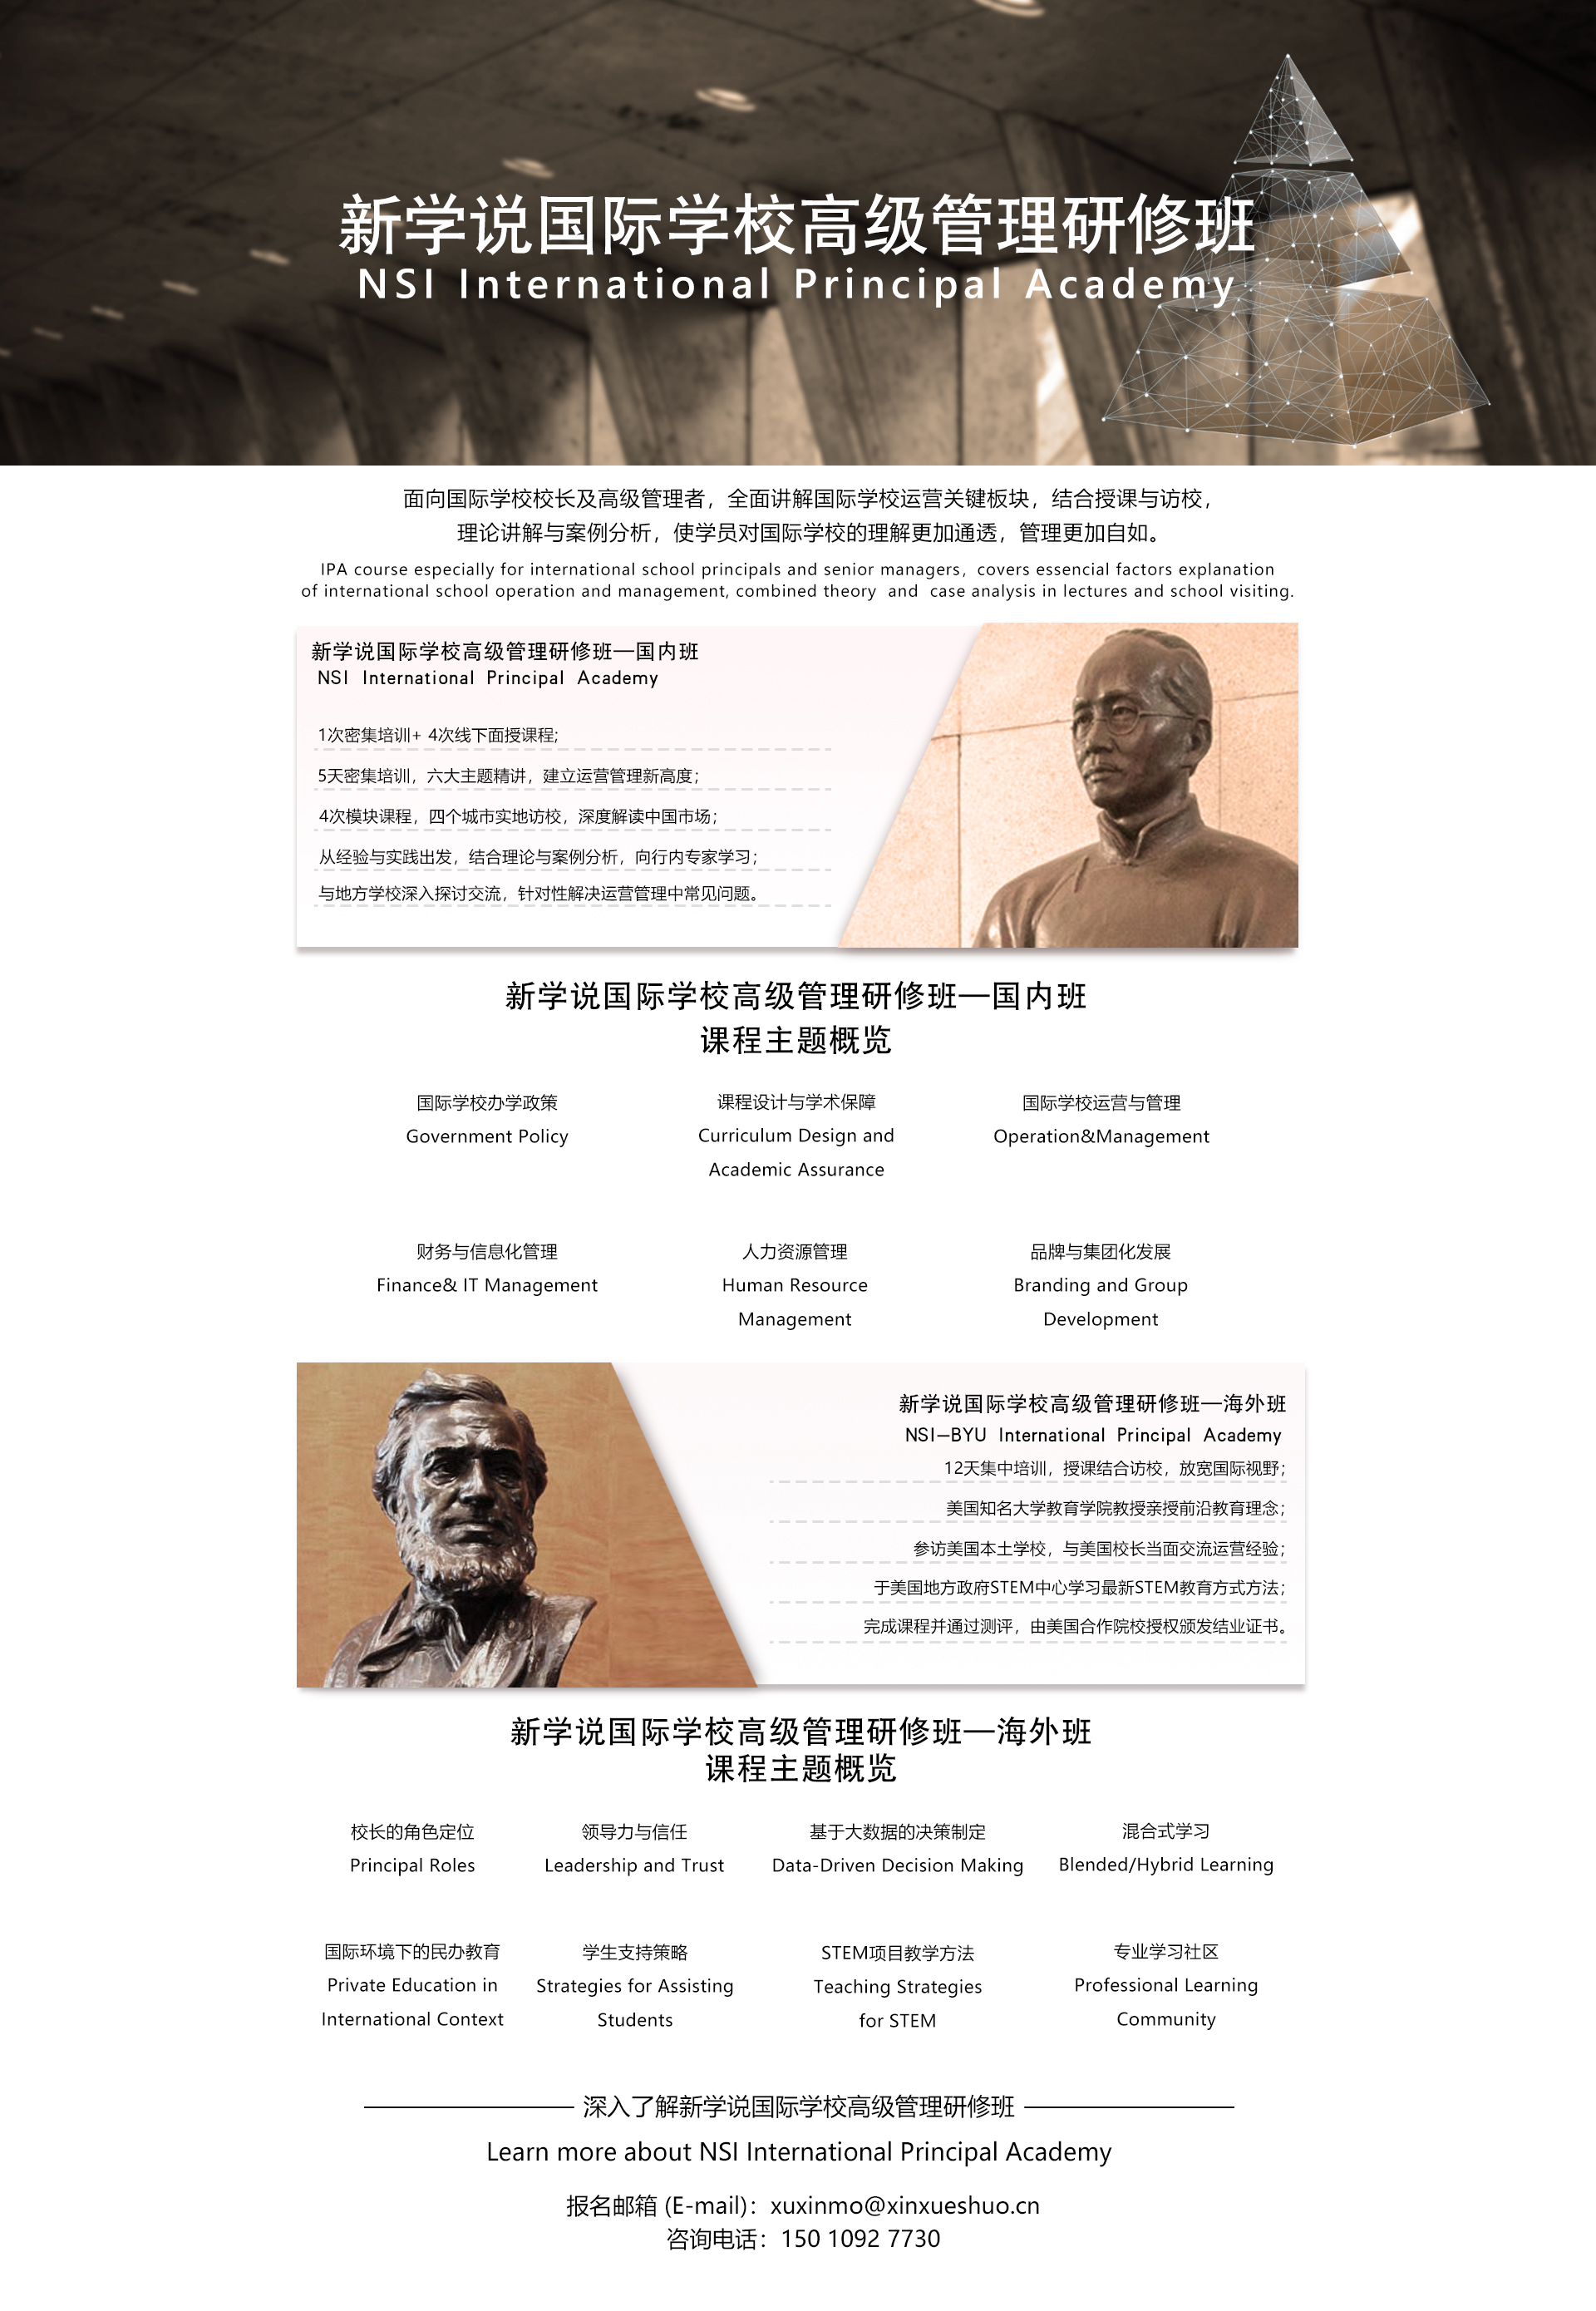 新学说国际学校高级管理研修班
NSI International Principal Academy
面向国际学校校长及高级管理者，全面讲解国际学校运营关键板块，结合授课与访校，
理论讲解与案例分析，使学员对国际学校的理解更加通透，管理更加自如。
IPA course especially for international school principals and senior managers, covers essencial factors explanation
of international school operation and management, combined theory and case analysis in lectures and school visiting.
新学说国际学校高级管理研修班—国内班
NSI International Principal Academy
1次密集培训+ 4次线下面授课程;
5天密集培训，六大主题精讲，建立运营管理新高度；
4次模块课程，四个城市实地访校，深度解读中国市场；
从经验与实践出发，结合理论与案例分析，向行内专家学习；
与地方学校深入探讨交流，针对性解决运营管理中常见问题。
新学说国际学校高级管理研修班—国内班
课程主题概览
国际学校办学政策
Government Policy
课程设计与学术保障
Curriculum Design and
Academic Assurance
国际学校运营与管理
Operation&Management
财务与信息化管理
Finance& IT Management
人力资源管理
Human Resource
Management
品牌与集团化发展
Branding and Group
Development
新学说国际学校高级管理研修班—海外班
NSI—BYU International Principal Academy
12天集中培训，授课结合访校，放宽国际视野；
美国知名大学教育学院教授亲授前沿教育理念；
参访美国本土学校，与美国校长当面交流运营经验；
于美国地方政府STEM中心学习最新STEM教育方式方法；
完成课程并通过测评，由美国合作院校授权颁发结业证书。
新学说国际学校高级管理研修班—海外班
课程主题概览
校长的角色定位
Principal Roles
领导力与信任
Leadership and Trust
基于大数据的决策制定
Data-Driven Decision Making
混合式学习
Blended/Hybrid Learning
国际环境下的民办教育
Private Education in
International Context
学生支持策略
Strategies for Assisting
Students
STEM项目教学方法
Teaching Strategies
for STEM
专业学习社区
Professional Learning
Community
深入了解新学说国际学校高级管理研修班
Learn more about NSI International Principal Academy
报名邮箱 (E-mail)：xuxinmo@xinxueshuo.cn
咨询电话：150 1092 7730